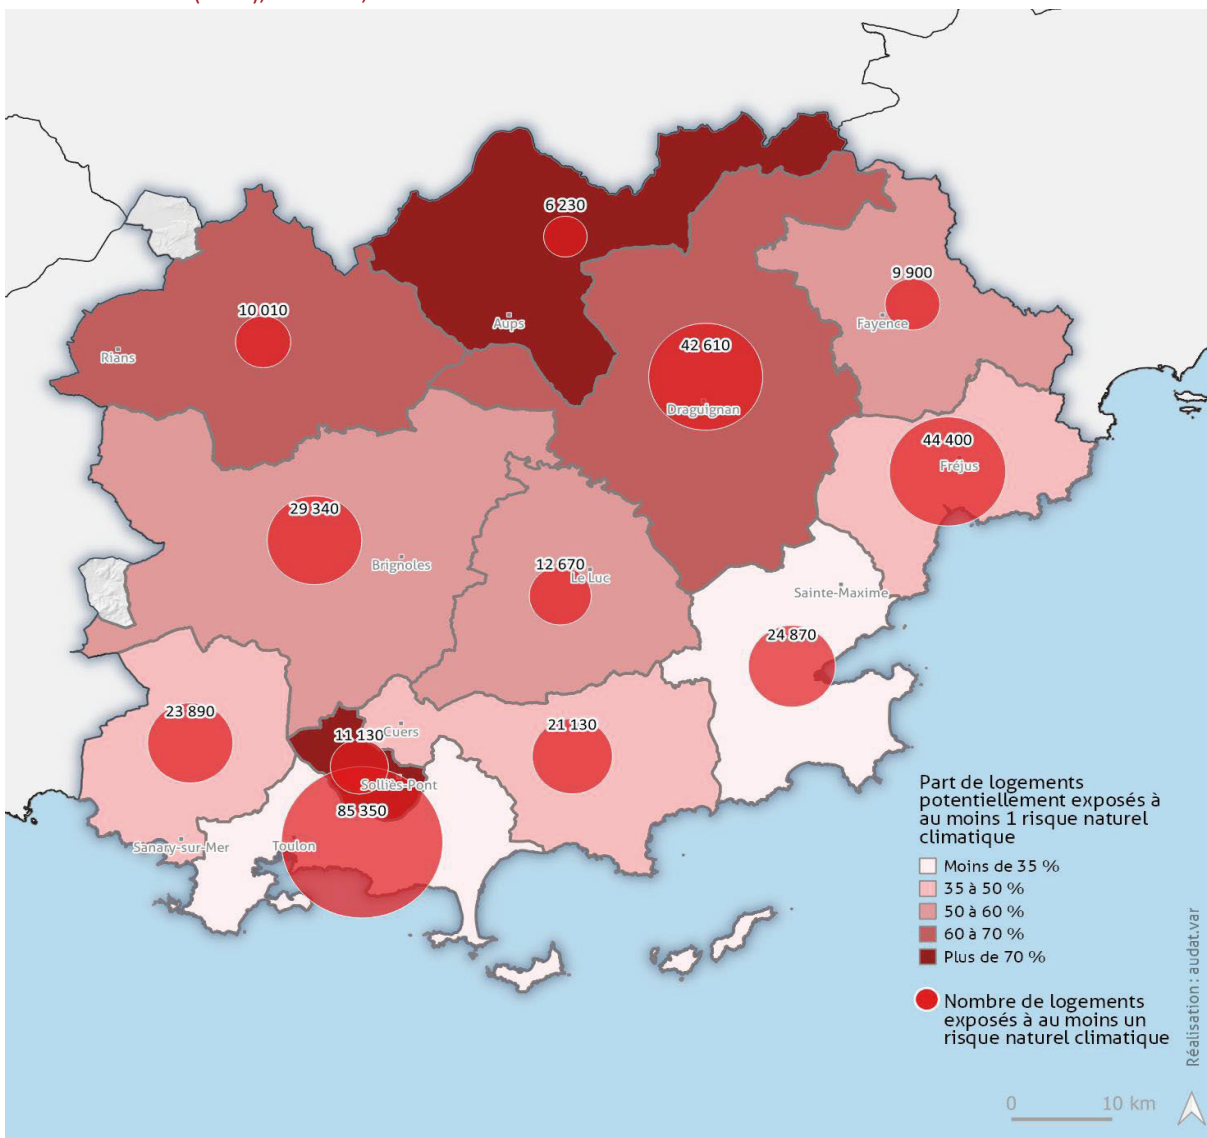 6 230
9 900
10 010
Aups
Fayence
Rians
42 610
Draguignan
44 400
Fréjus
29 340
Brignoles
12 670
Le Luc
Sainte-Maxime
24 870
23 890
11 130
Cuers
21 130
Solliès-Pont
85 350
Sanary-sur-Mer
Toulon
Part de logements
potentiellement exposés à
au moins 1 risque naturel
climatique
Moins de 35 %
35 à 50 %
50 à 60 %
60 à 70 %
Plus de 70 %
Nombre de logements
exposés à au moins un
risque naturel climatique
Réalisation : audat.var
0 10 km